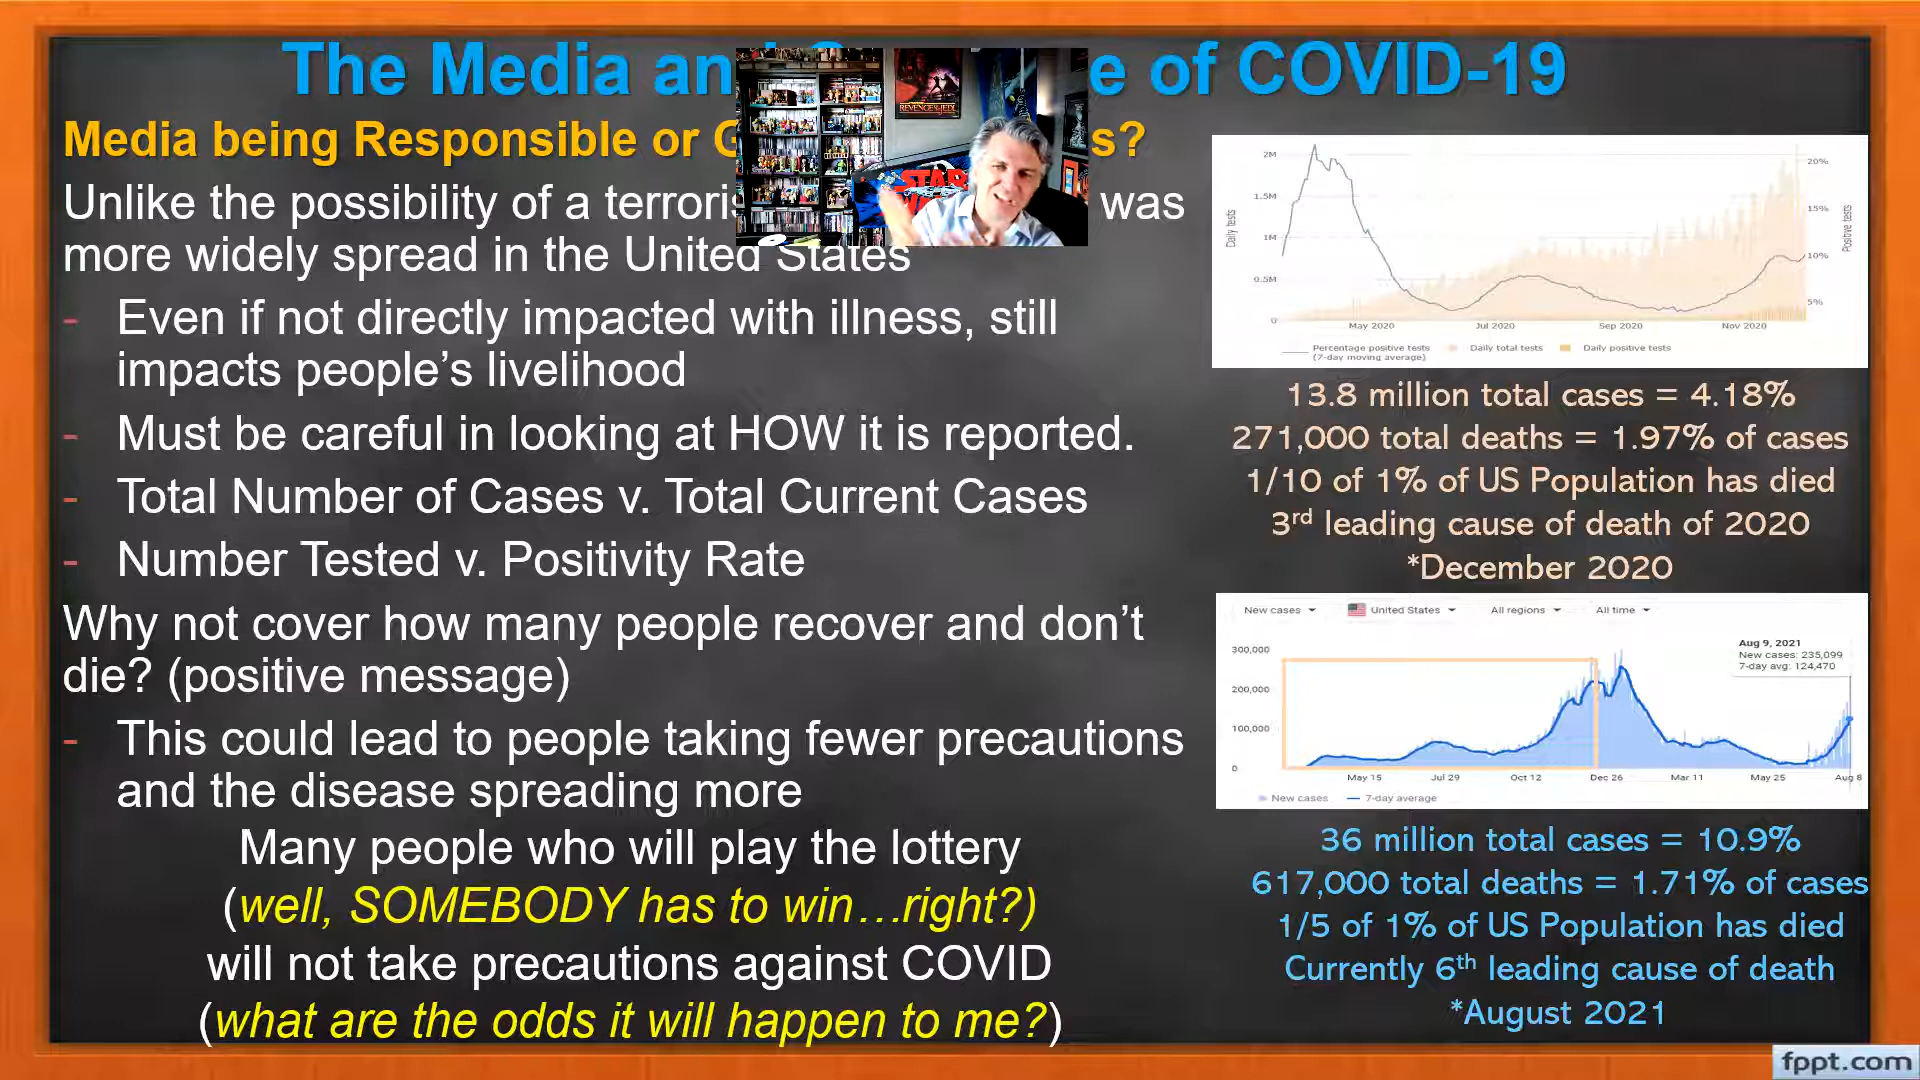 The Media an e of COVID-19
Media being Responsible or G s?
Unlike the possibility of a terroris was
more widely spread in the United States
- Even if not directly impacted with illness, still
impacts people’s livelihood
- Must be careful in looking at HOW it is reported.
- Total Number of Cases v. Total Current Cases
- Number Tested v. Positivity Rate
Why not cover how many people recover and don’t
die? (positive message)
- This could lead to people taking fewer precautions
and the disease spreading more
Many people who will play the lottery
(well, SOMEBODY has to win…right?)
will not take precautions against COVID
(what are the odds it will happen to me?)
REVENGE OF THE JEDI
STAR
2M
1.5M
1M
0.5M
0
Daily tests
20%
15%
10%
5%
Positive tests
May 2020 Jul 2020 Sep 2020 Nov 2020
Percentage positive tests Daily total tests Daily positive tests
(7-day moving average)
13.8 million total cases = 4.18%
271,000 total deaths = 1.97% of cases
1/10 of 1% of US Population has died
3rd leading cause of death of 2020
*December 2020
New cases United States All regions All time
Aug 9, 2021
New cases: 235,099
7-day avg: 124,470
300,000
200,000
100,000
0
May 15 Jul 29 Oct 12 Dec 26 Mar 11 May 25 Aug 8
New cases 7-day average
36 million total cases = 10.9%
617,000 total deaths = 1.71% of cases
1/5 of 1% of US Population has died
Currently 6th leading cause of death
*August 2021
fppt.com